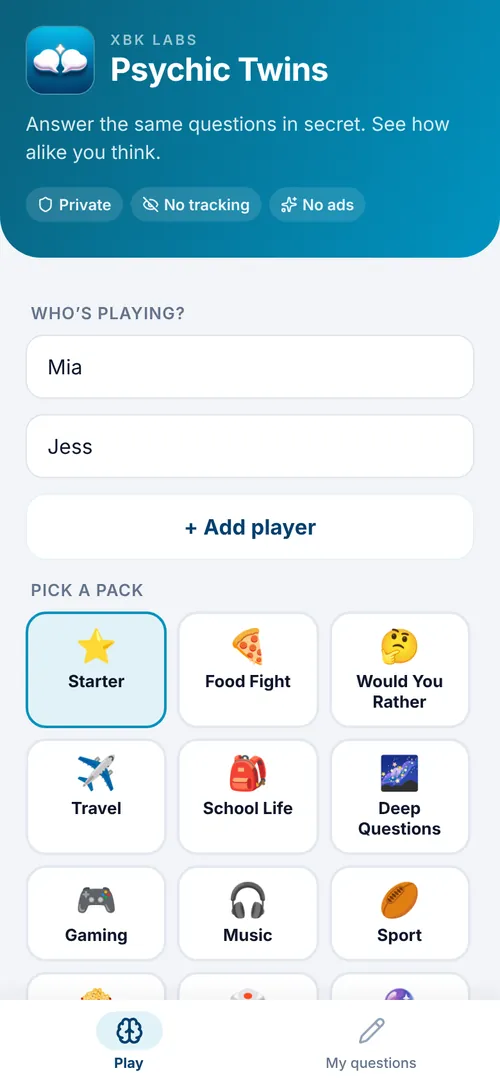 XBK LABS
Psychic Twins
Answer the same questions in secret. See how
alike you think.
Private
No tracking
No ads
WHO’S PLAYING?
Mia
Jess
+ Add player
PICK A PACK
Starter
Food Fight
Would You
Rather
Travel
School Life
Deep
Questions
Gaming
Music
Sport
Play
My questions